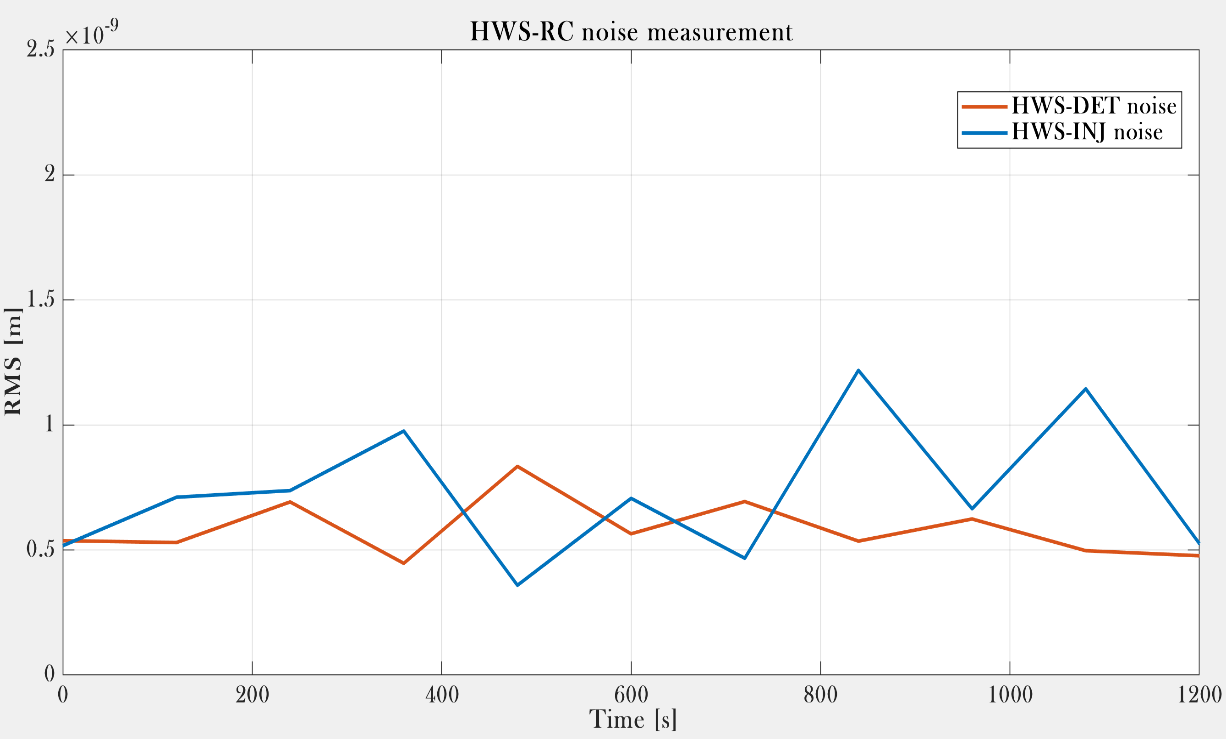 HWS-RC noise measurement
×10-9
2.5
2
1.5
1
0.5
0
RMS [m]
HWS-DET noise
HWS-INJ noise
0 200 400 600 800 1000 1200
Time [s]